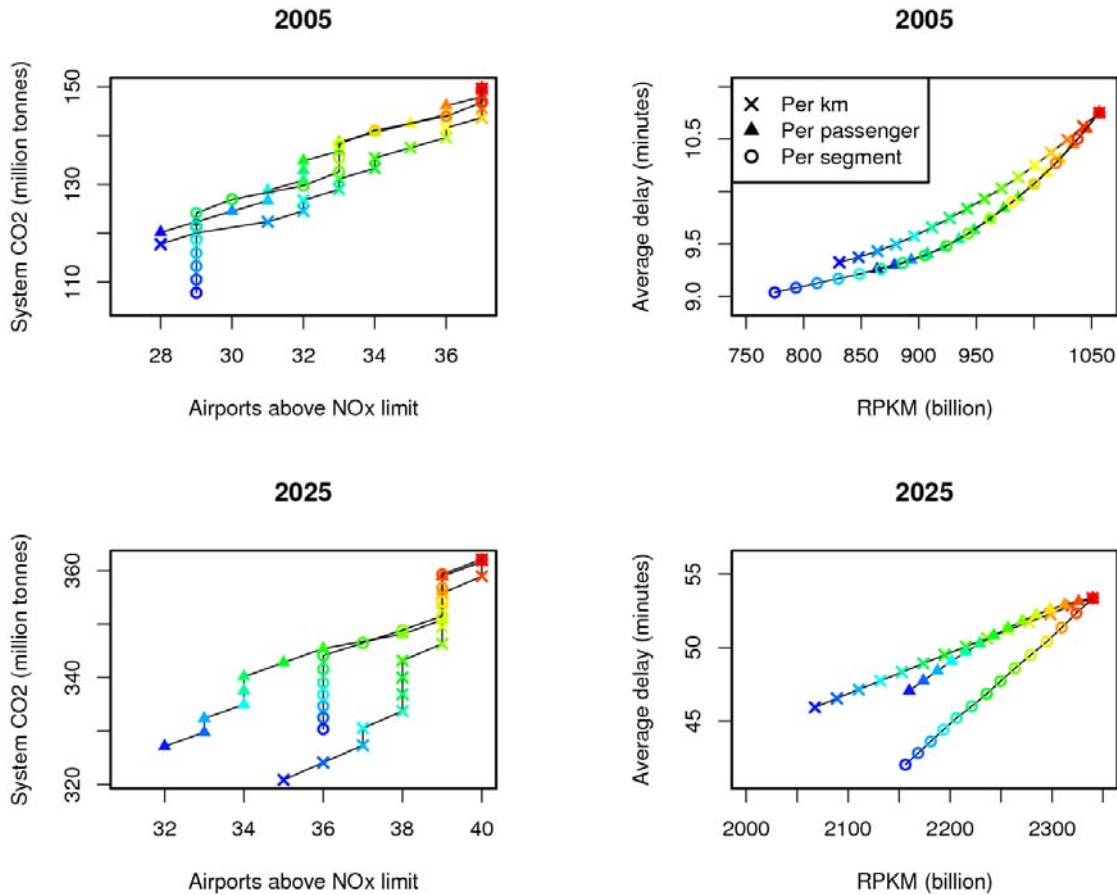 2005
System CO2 (million tonnes)
150
130
110
28 30 32 34 36
Airports above NOx limit
2005
Average delay (minutes)
10.5
9.5
9.0
Per km
Per passenger
Per segment
750 800 850 900 950 1050
RPKM (billion)
2025
System CO2 (million tonnes)
360
340
320
32 34 36 38 40
Airports above NOx limit
2025
Average delay (minutes)
55
50
45
2000 2100 2200 2300
RPKM (billion)